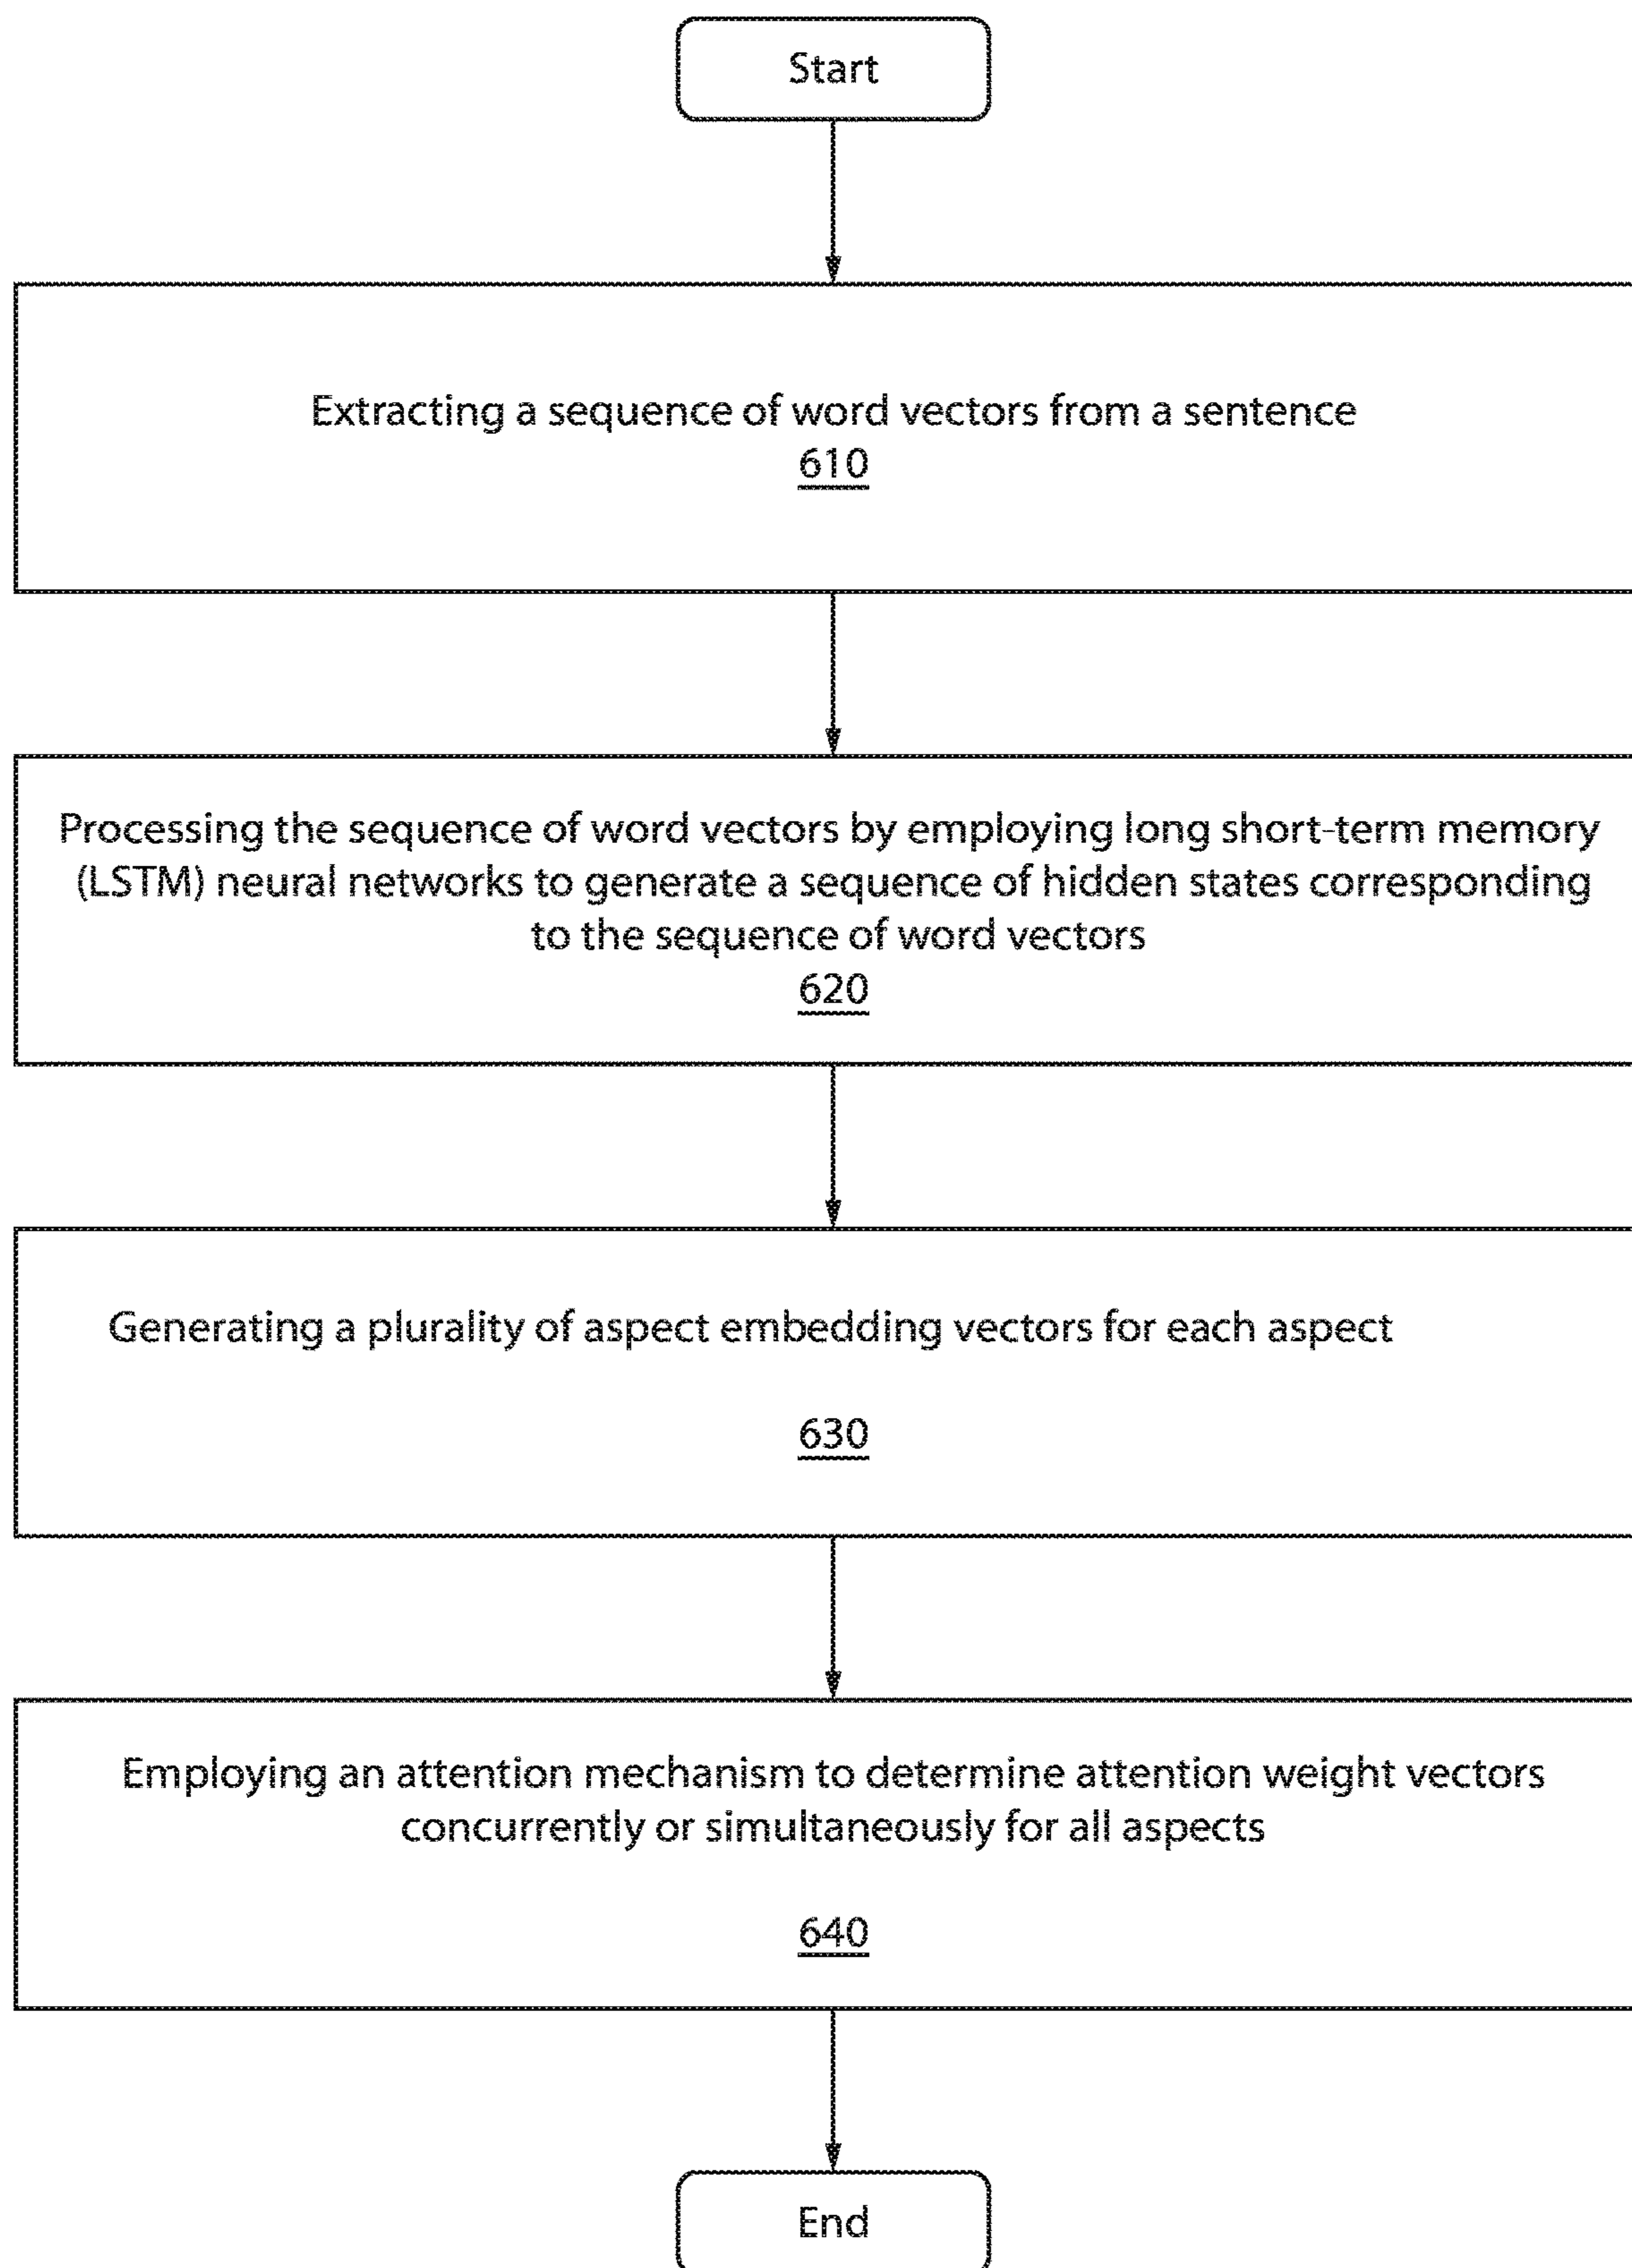 Start
Extracting a sequence of word vectors from a sentence
610
Processing the sequence of word vectors by employing long short-term memory
(LSTM) neural networks to generate a sequence of hidden states corresponding
to the sequence of word vectors
620
Generating a plurality of aspect embedding vectors for each aspect
630
Employing an attention mechanism to determine attention weight vectors
concurrently or simultaneously for all aspects
640
End